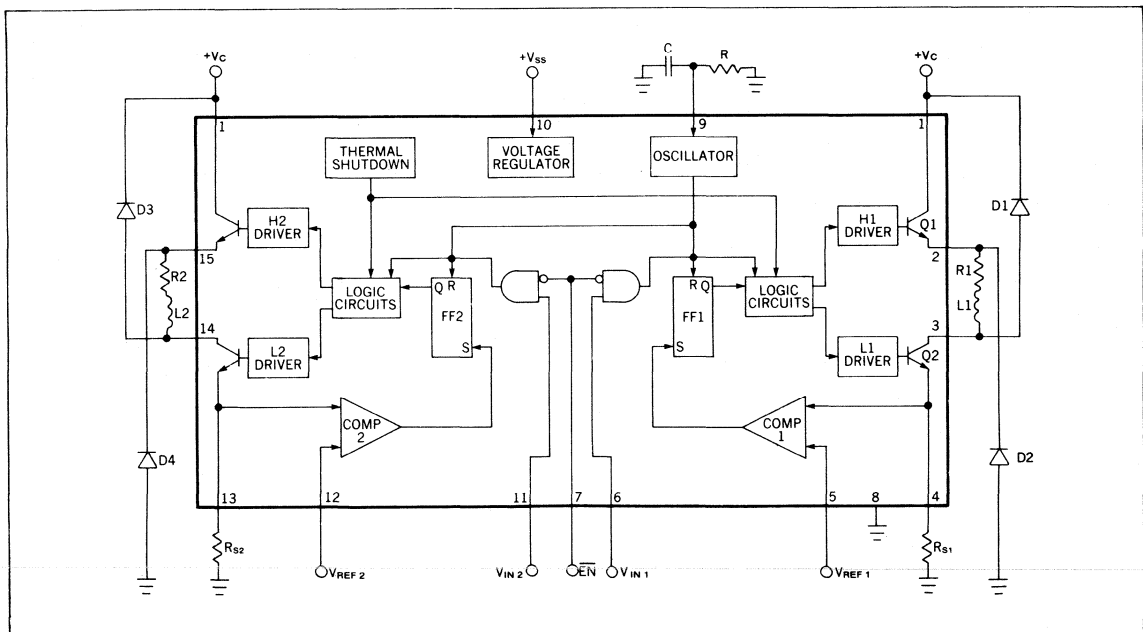 +VC
+VSS
C
R
+VC
1
10
9
1
THERMAL
SHUTDOWN
VOLTAGE
REGULATOR
OSCILLATOR
D3
H2
DRIVER
H1
DRIVER
Q1
D1
15
2
R2
L2
LOGIC
CIRCUITS
Q R
FF2
S
R Q
FF1
S
LOGIC
CIRCUITS
R1
L1
14
3
L2
DRIVER
L1
DRIVER
Q2
COMP
2
COMP
1
D4
D2
13
12
11
7
6
5
8
4
RS2
VREF 2
VIN 2
E̅N̅
VIN 1
VREF 1
RS1